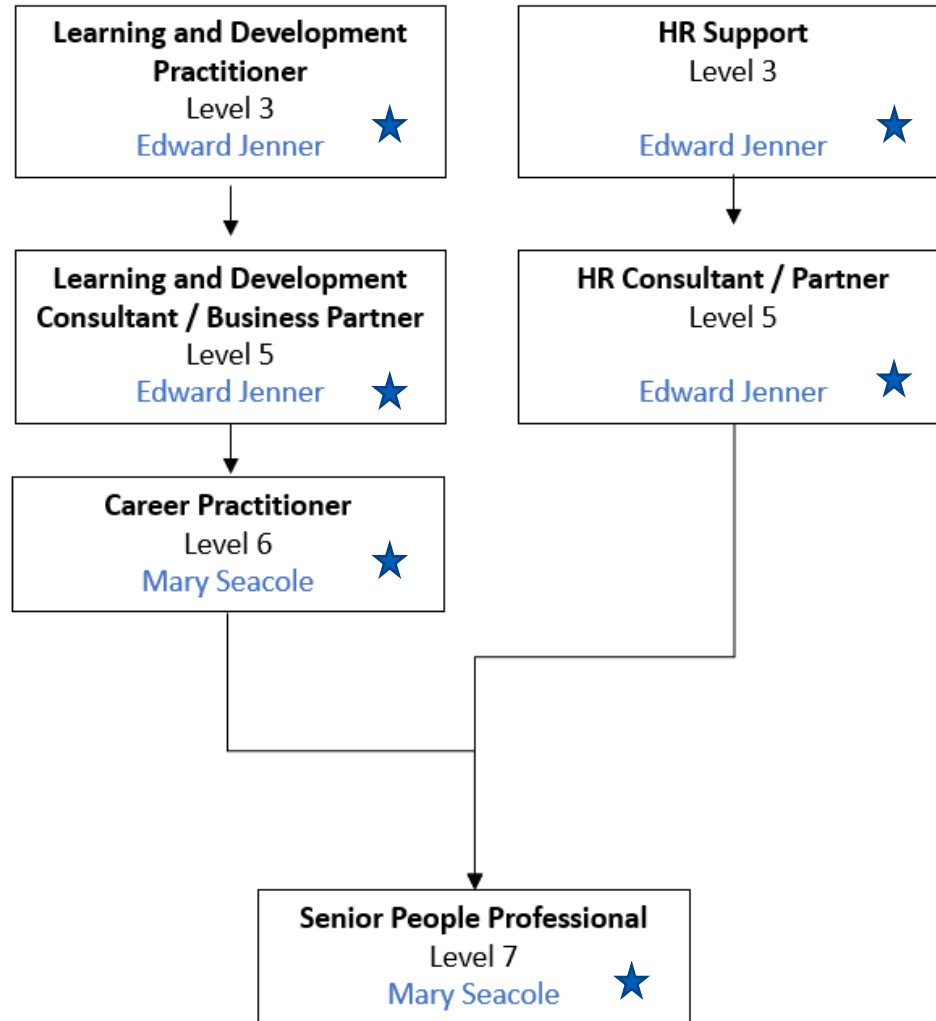 Learning and Development
Practitioner
Level 3
Edward Jenner
HR Support
Level 3
Edward Jenner
Learning and Development
Consultant / Business Partner
Level 5
Edward Jenner
HR Consultant / Partner
Level 5
Edward Jenner
Career Practitioner
Level 6
Mary Seacole
Senior People Professional
Level 7
Mary Seacole